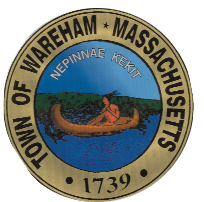 TOWN OF WAREHAM • MASSACHUSETTS
NEPINNAE KEKIT
• 1739 •